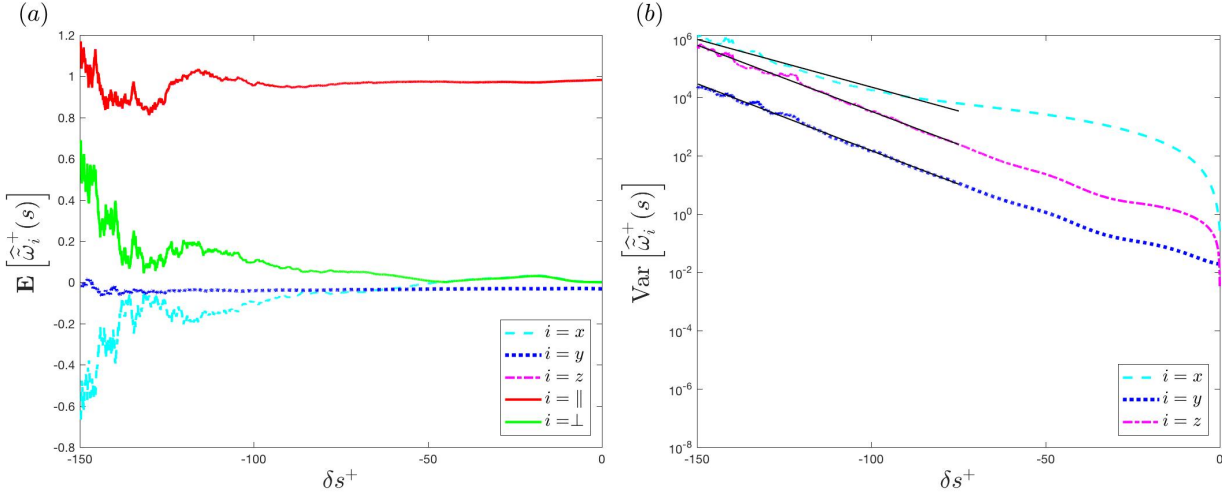 (a)
1.2
1
0.8
0.6
0.4
0.2
0
-0.2
-0.4
-0.6
-0.8
-150
-100
-50
0
δs⁺
E [ω̂̃ᵢ⁺(s)]
i = x
i = y
i = z
i = ∥
i =⊥
(b)
10⁶
10⁴
10²
10⁰
10⁻²
10⁻⁴
10⁻⁶
10⁻⁸
-150
-100
-50
0
δs⁺
Var [ω̂̃ᵢ⁺(s)]
i = x
i = y
i = z